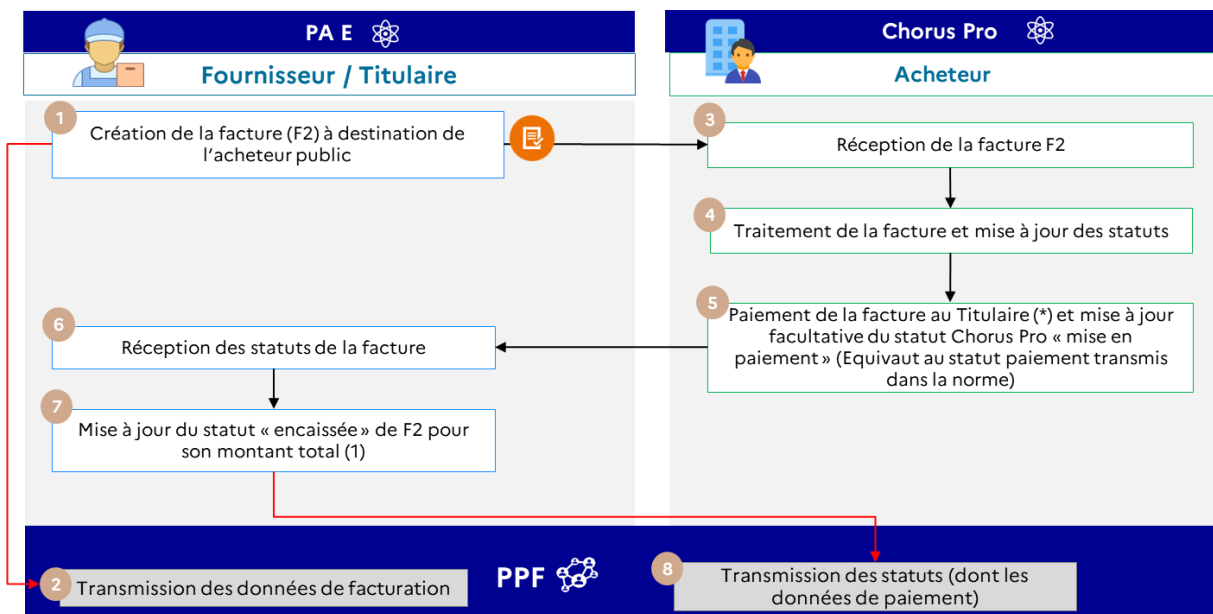 PA E
Fournisseur / Titulaire
Chorus Pro
Acheteur
1
Création de la facture (F2) à destination de
l'acheteur public
3
Réception de la facture F2
4
Traitement de la facture et mise à jour des statuts
5
Paiement de la facture au Titulaire (*) et mise à jour
facultative du statut Chorus Pro « mise en
paiement » (Equivaut au statut paiement transmis
dans la norme)
6
Réception des statuts de la facture
7
Mise à jour du statut « encaissée » de F2 pour
son montant total (1)
2
Transmission des données de facturation
PPF
8
Transmission des statuts (dont les
données de paiement)